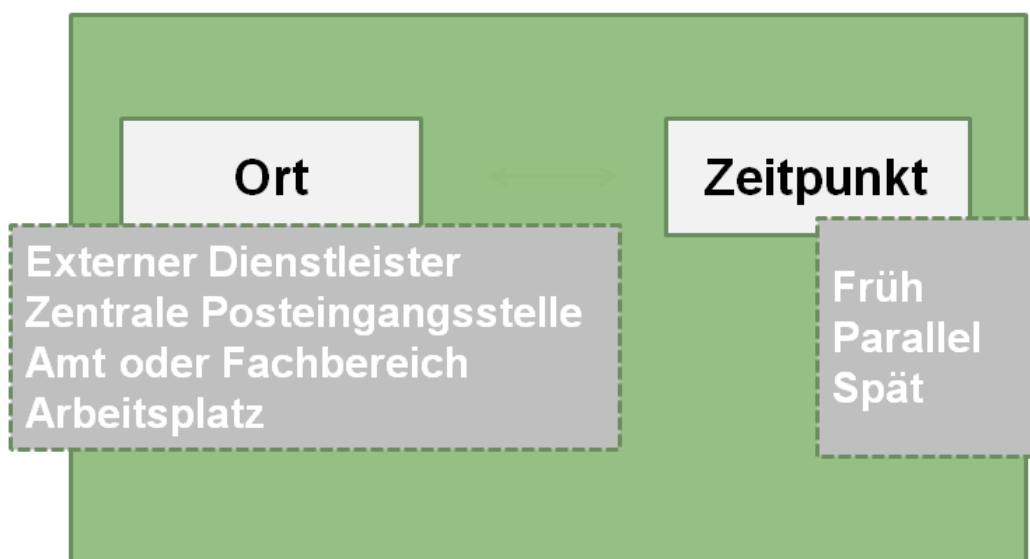 Ort
Zeitpunkt
Externer Dienstleister
Zentrale Posteingangsstelle
Amt oder Fachbereich
Arbeitsplatz
Früh
Parallel
Spät